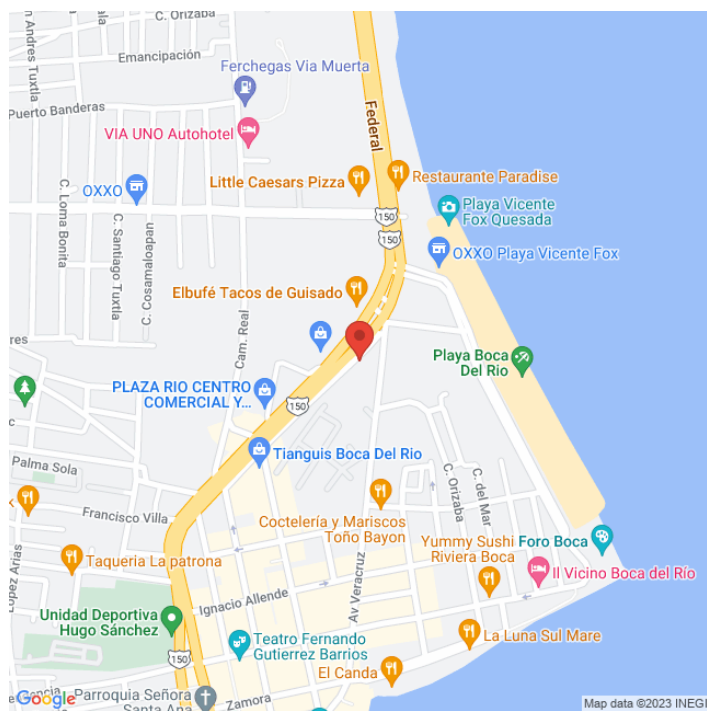 C. Orizaba
Emancipación
Ferchegas Via Muerta
Puerto Banderas
VIA UNO Autohotel
Federal
Little Caesars Pizza
Restaurante Paradise
OXXO
150
150
Playa Vicente
Fox Quesada
OXXO Playa Vicente Fox
C. Loma Bonita
C. Santiago Tuxtla
C. Cosamaloapan
Cam. Real
Elbufé Tacos de Guisado
Playa Boca
Del Rio
PLAZA RIO CENTRO
COMERCIAL Y...
150
Tianguis Boca Del Rio
Palma Sola
Francisco Villa
C. Orizaba
C. del Mar
Coctelería y Mariscos
Toño Bayon
Yummy Sushi
Riviera Boca
Foro Boca
Taqueria La patrona
Il Vicino Boca del Río
Lopez Arias
Ignacio Allende
Av Veracruz
Unidad Deportiva
Hugo Sánchez
La Luna Sul Mare
Teatro Fernando
Gutierrez Barrios
150
El Canda
Google
Parroquia Señora
Santa Ana
Zamora
Map data ©2023 INEGI